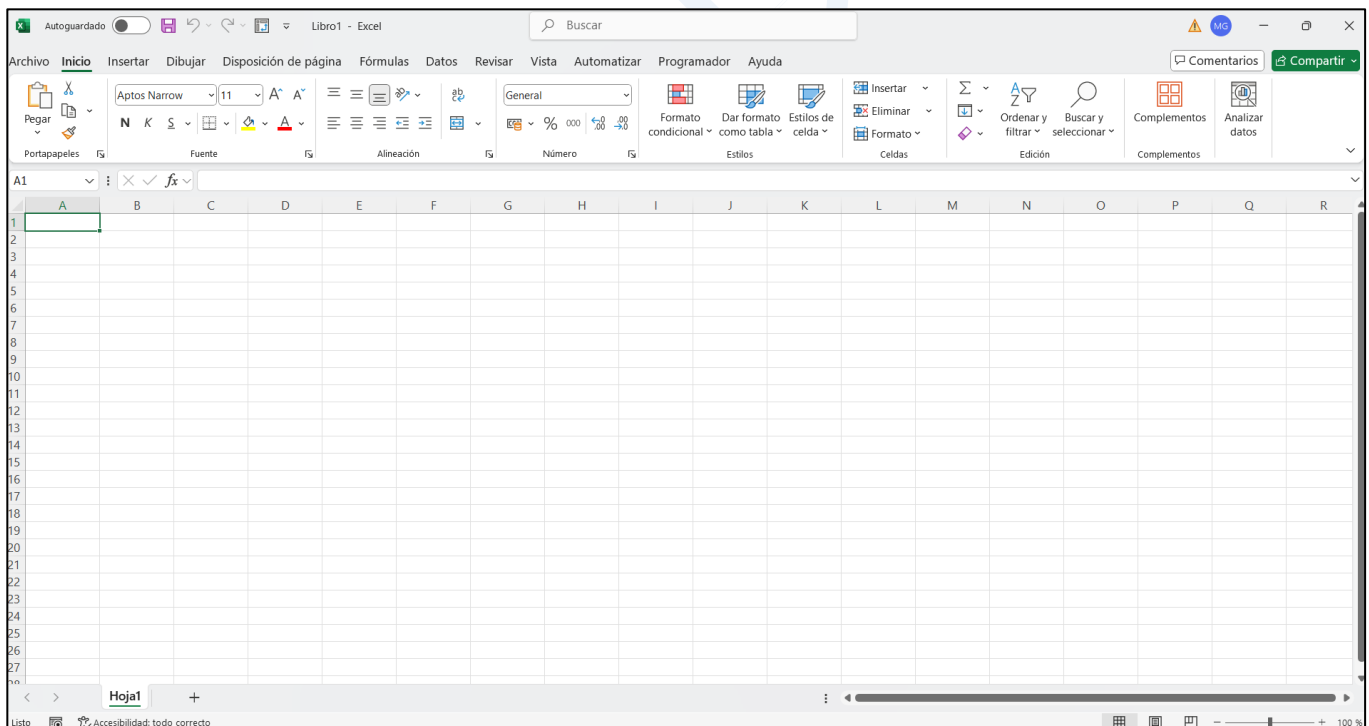 Autoguardado Libro1 - Excel Buscar MG
Archivo Inicio Insertar Dibujar Disposición de página Fórmulas Datos Revisar Vista Automatizar Programador Ayuda Comentarios Compartir
Pegar
Portapapeles
Aptos Narrow 11
N K S A
Fuente
ab
Alineación
General
% 000
Número
Formato condicional
Dar formato como tabla
Estilos de celda
Estilos
Insertar
Eliminar
Formato
Celdas
Ordenar y filtrar
Buscar y seleccionar
Edición
Complementos
Complementos
Analizar datos
A1 fx
A B C D E F G H I J K L M N O P Q R
1
2
3
4
5
6
7
8
9
10
11
12
13
14
15
16
17
18
19
20
21
22
23
24
25
26
27
28
Hoja1
Listo Accesibilidad: todo correcto 100 %